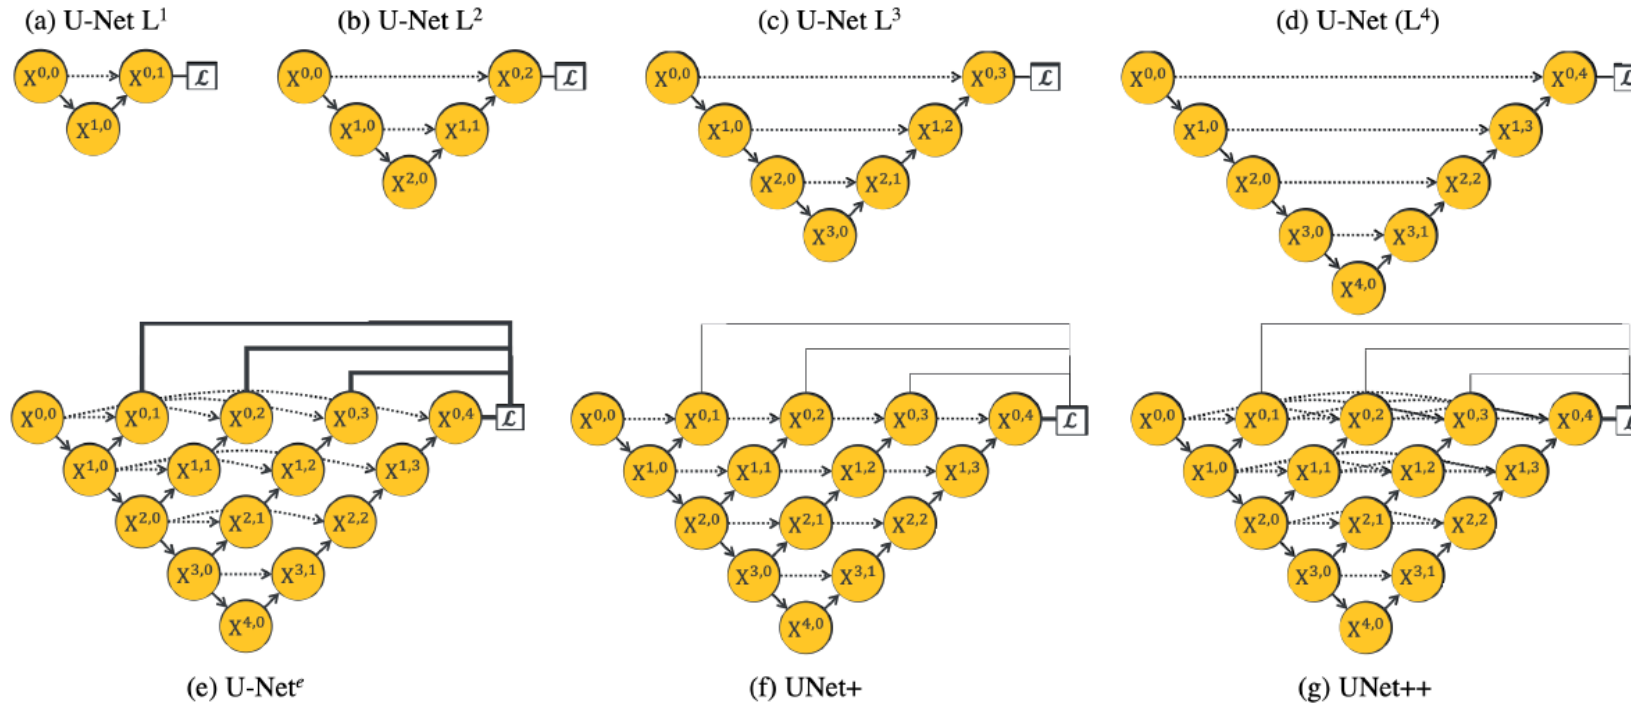 (a) U-Net L¹ (b) U-Net L² (c) U-Net L³ (d) U-Net (L⁴)
X⁰,⁰ X⁰,¹ ℒ X⁰,⁰ X⁰,² ℒ X⁰,⁰ X⁰,³ ℒ X⁰,⁰ X⁰,⁴ ℒ
X¹,⁰ X¹,⁰ X¹,¹ X¹,⁰ X¹,² X¹,⁰ X¹,³
X²,⁰ X²,⁰ X²,¹ X²,⁰ X²,²
X³,⁰ X³,⁰ X³,¹
X⁴,⁰
X⁰,⁰ X⁰,¹ X⁰,² X⁰,³ X⁰,⁴ ℒ X⁰,⁰ X⁰,¹ X⁰,² X⁰,³ X⁰,⁴ ℒ X⁰,⁰ X⁰,¹ X⁰,² X⁰,³ X⁰,⁴ ℒ
X¹,⁰ X¹,¹ X¹,² X¹,³ X¹,⁰ X¹,¹ X¹,² X¹,³ X¹,⁰ X¹,¹ X¹,² X¹,³
X²,⁰ X²,¹ X²,² X²,⁰ X²,¹ X²,² X²,⁰ X²,¹ X²,²
X³,⁰ X³,¹ X³,⁰ X³,¹ X³,⁰ X³,¹
X⁴,⁰ X⁴,⁰ X⁴,⁰
(e) U-Netᵉ (f) UNet+ (g) UNet++